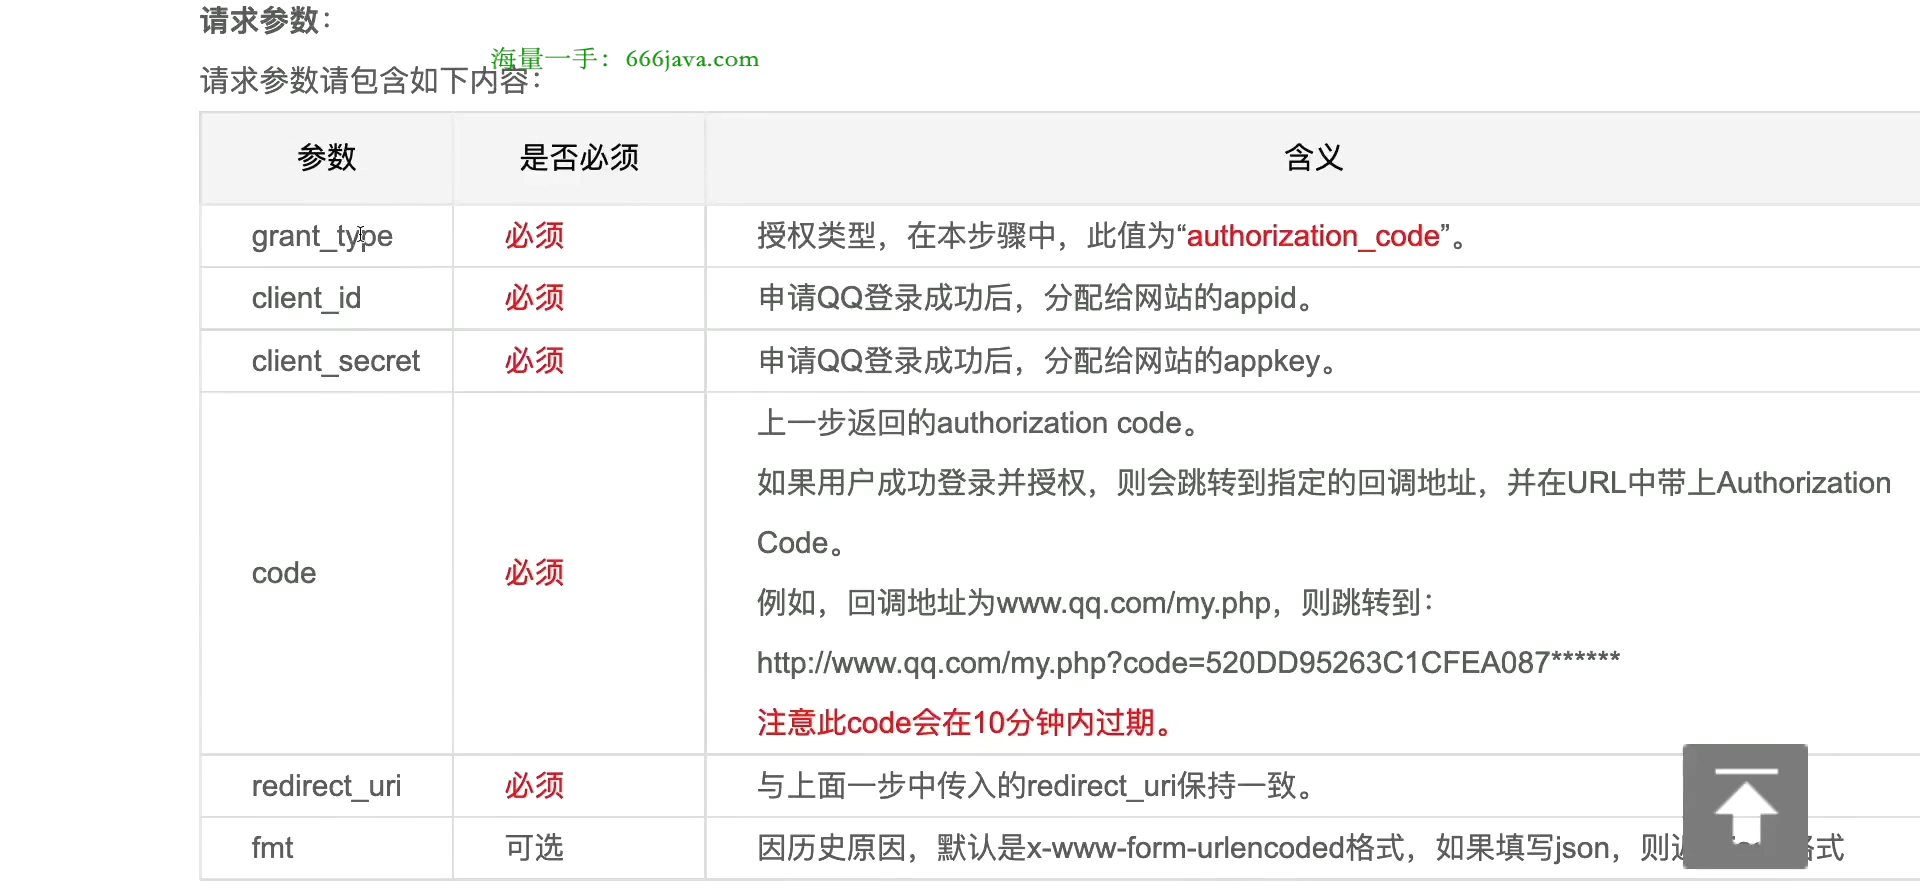 请求参数：
海量一手：666java.com
请求参数请包含如下内容：
参数 是否必须 含义
grant_type 必须 授权类型，在本步骤中，此值为“authorization_code”。
client_id 必须 申请QQ登录成功后，分配给网站的appid。
client_secret 必须 申请QQ登录成功后，分配给网站的appkey。
上一步返回的authorization code。
如果用户成功登录并授权，则会跳转到指定的回调地址，并在URL中带上Authorization
Code。
code 必须
例如，回调地址为www.qq.com/my.php，则跳转到：
http://www.qq.com/my.php?code=520DD95263C1CFEA087******
注意此code会在10分钟内过期。
redirect_uri 必须 与上面一步中传入的redirect_uri保持一致。
fmt 可选 因历史原因，默认是x-www-form-urlencoded格式，如果填写json，则 格式